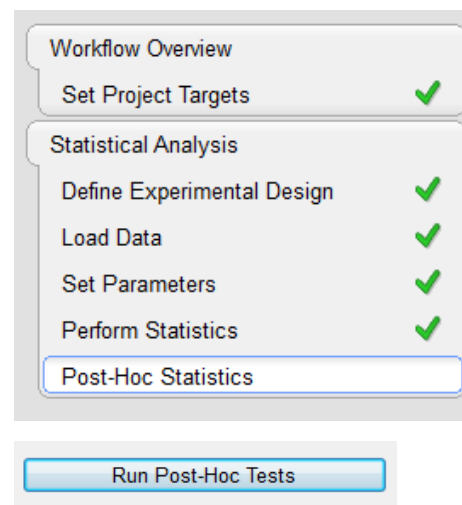 Workflow Overview
Set Project Targets
Statistical Analysis
Define Experimental Design
Load Data
Set Parameters
Perform Statistics
Post-Hoc Statistics
Run Post-Hoc Tests